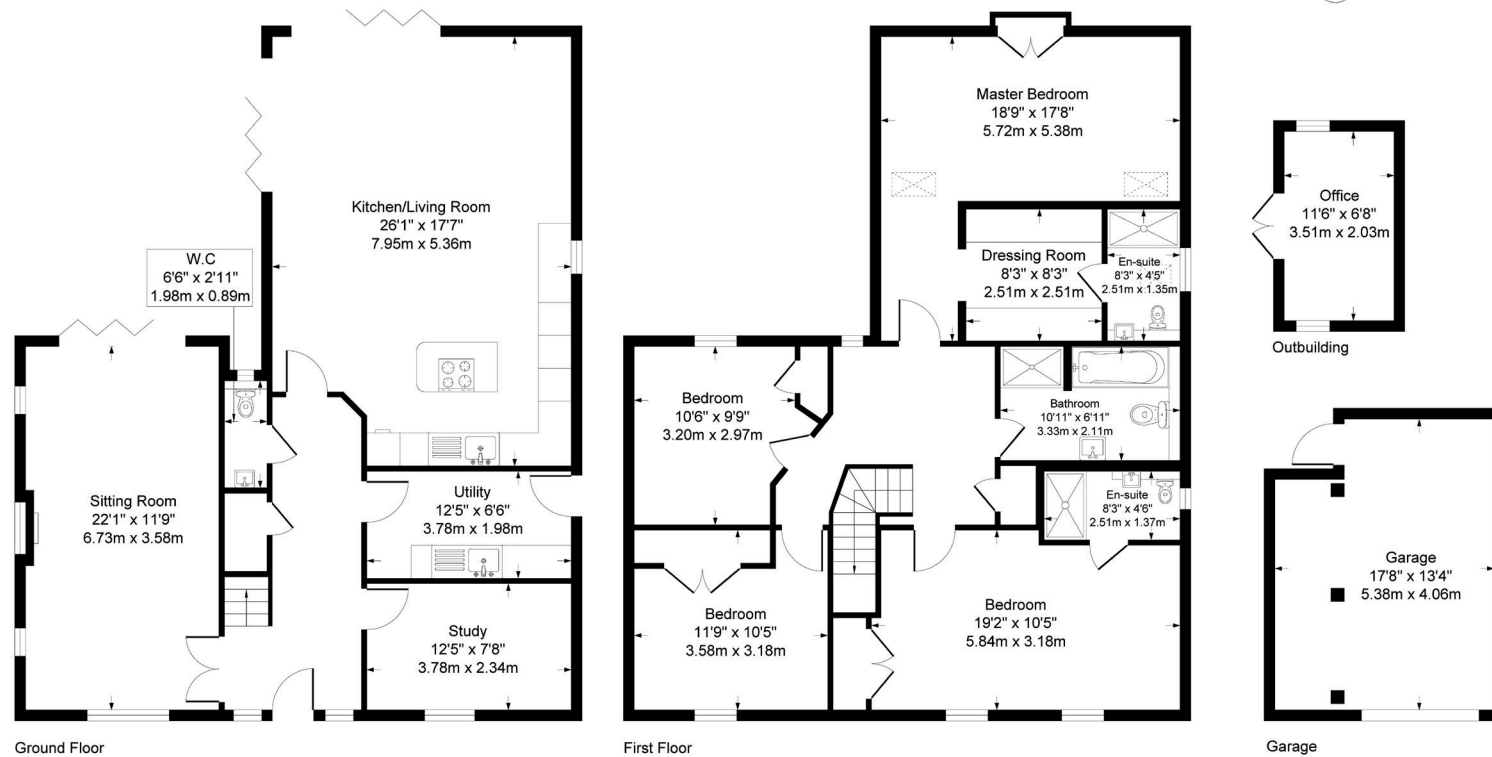 Kitchen/Living Room
26'1" x 17'7"
7.95m x 5.36m
W.C
6'6" x 2'11"
1.98m x 0.89m
Sitting Room
22'1" x 11'9"
6.73m x 3.58m
Utility
12'5" x 6'6"
3.78m x 1.98m
Study
12'5" x 7'8"
3.78m x 2.34m
Ground Floor
Master Bedroom
18'9" x 17'8"
5.72m x 5.38m
Dressing Room
8'3" x 8'3"
2.51m x 2.51m
En-suite
8'3" x 4'5"
2.51m x 1.35m
Bedroom
10'6" x 9'9"
3.20m x 2.97m
Bathroom
10'11" x 6'11"
3.33m x 2.11m
En-suite
8'3" x 4'6"
2.51m x 1.37m
Bedroom
11'9" x 10'5"
3.58m x 3.18m
Bedroom
19'2" x 10'5"
5.84m x 3.18m
First Floor
Office
11'6" x 6'8"
3.51m x 2.03m
Outbuilding
Garage
17'8" x 13'4"
5.38m x 4.06m
Garage